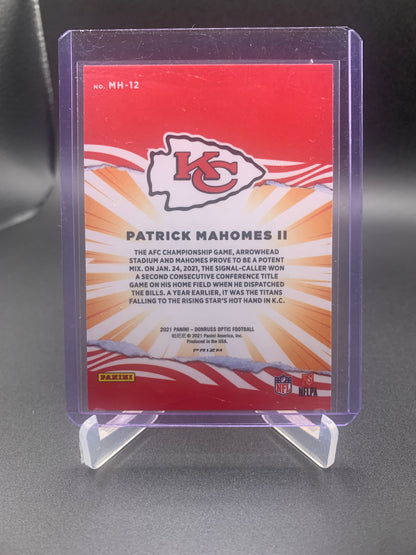 NO. MH-12
KC
PATRICK MAHOMES II
THE AFC CHAMPIONSHIP GAME, ARROWHEAD
STADIUM AND MAHOMES PROVE TO BE A POTENT
MIX. ON JAN. 24, 2021, THE SIGNAL-CALLER WON
A SECOND CONSECUTIVE CONFERENCE TITLE
GAME ON HIS HOME FIELD WHEN HE DISPATCHED
THE BILLS. A YEAR EARLIER, IT WAS THE TITANS
FALLING TO THE RISING STAR'S HOT HAND IN K.C.
2021 PANINI – DONRUSS OPTIC FOOTBALL
© 2021 Panini America, Inc.
Produced in the USA.
PRIZM
PANINI
NFL
NFLPA